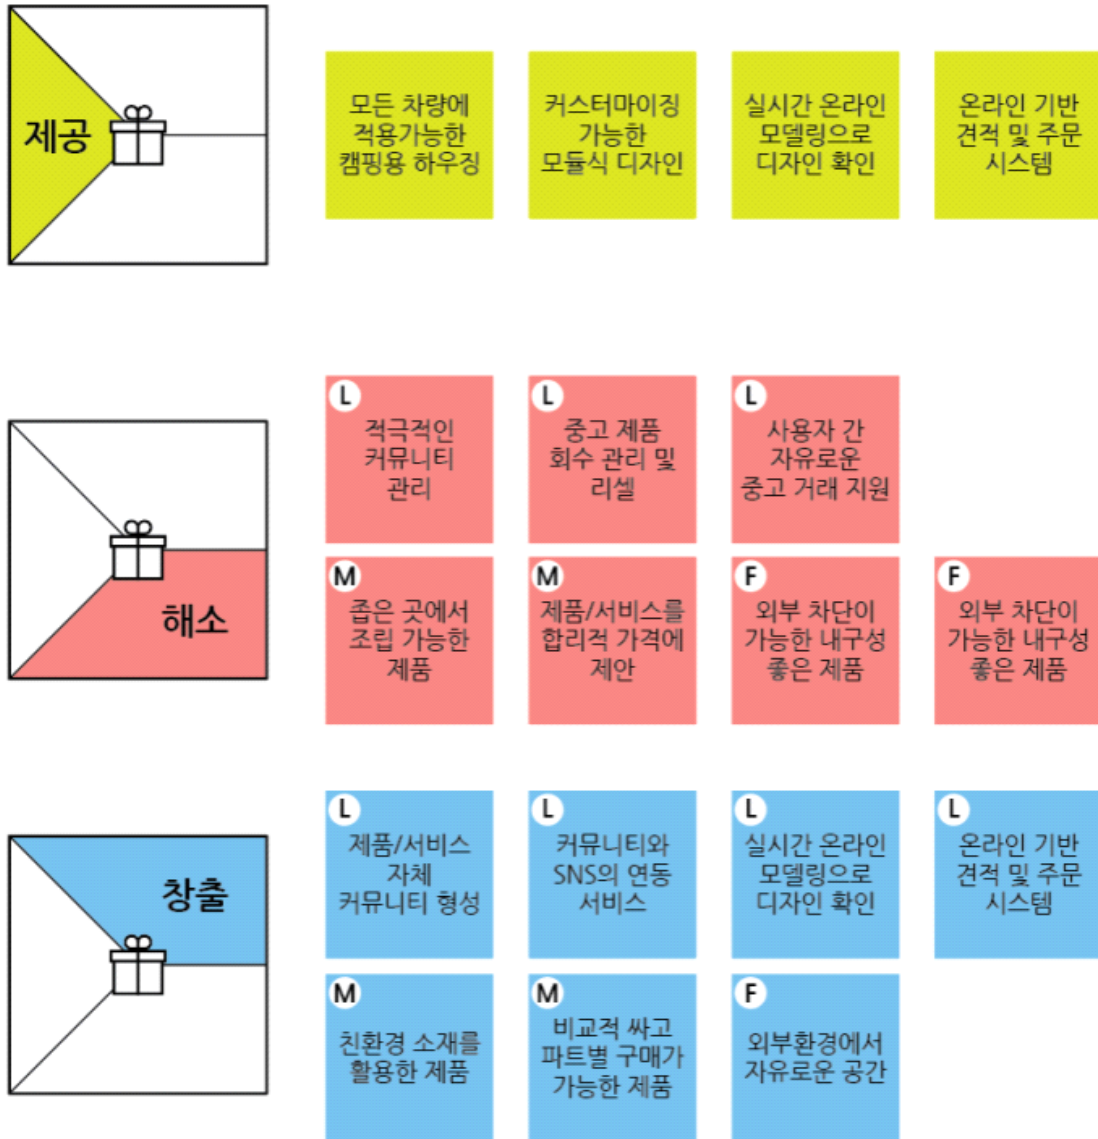 제공
모든 차량에
적용가능한
캠핑용 하우징
커스터마이징
가능한
모듈식 디자인
실시간 온라인
모델링으로
디자인 확인
온라인 기반
견적 및 주문
시스템
해소
L
적극적인
커뮤니티
관리
L
중고 제품
회수 관리 및
리셀
L
사용자 간
자유로운
중고 거래 지원
M
좁은 곳에서
조립 가능한
제품
M
제품/서비스를
합리적 가격에
제안
F
외부 차단이
가능한 내구성
좋은 제품
F
외부 차단이
가능한 내구성
좋은 제품
창출
L
제품/서비스
자체
커뮤니티 형성
L
커뮤니티와
SNS의 연동
서비스
L
실시간 온라인
모델링으로
디자인 확인
L
온라인 기반
견적 및 주문
시스템
M
친환경 소재를
활용한 제품
M
비교적 싸고
파트별 구매가
가능한 제품
F
외부환경에서
자유로운 공간